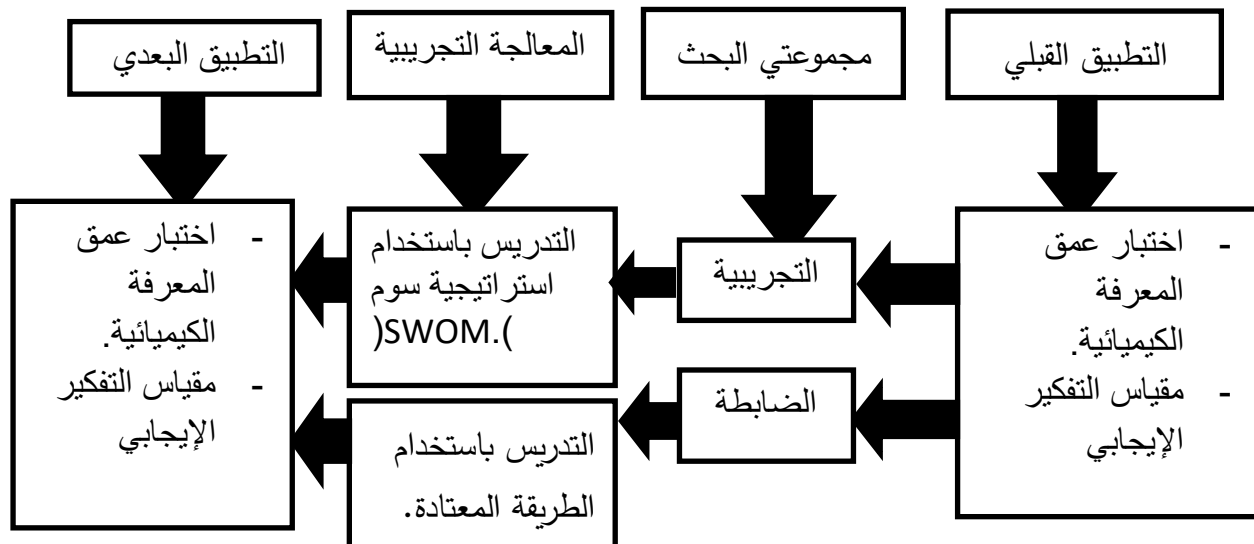 التطبيق القبلي
مجموعتي البحث
المعالجة التجريبية
التطبيق البعدي
- اختبار عمق
المعرفة
الكيميائية.
- مقياس التفكير
الإيجابي
التجريبية
الضابطة
التدريس باستخدام
استراتيجية سوم
)SWOM.(
التدريس باستخدام
الطريقة المعتادة.
- اختبار عمق
المعرفة
الكيميائية.
- مقياس التفكير
الإيجابي